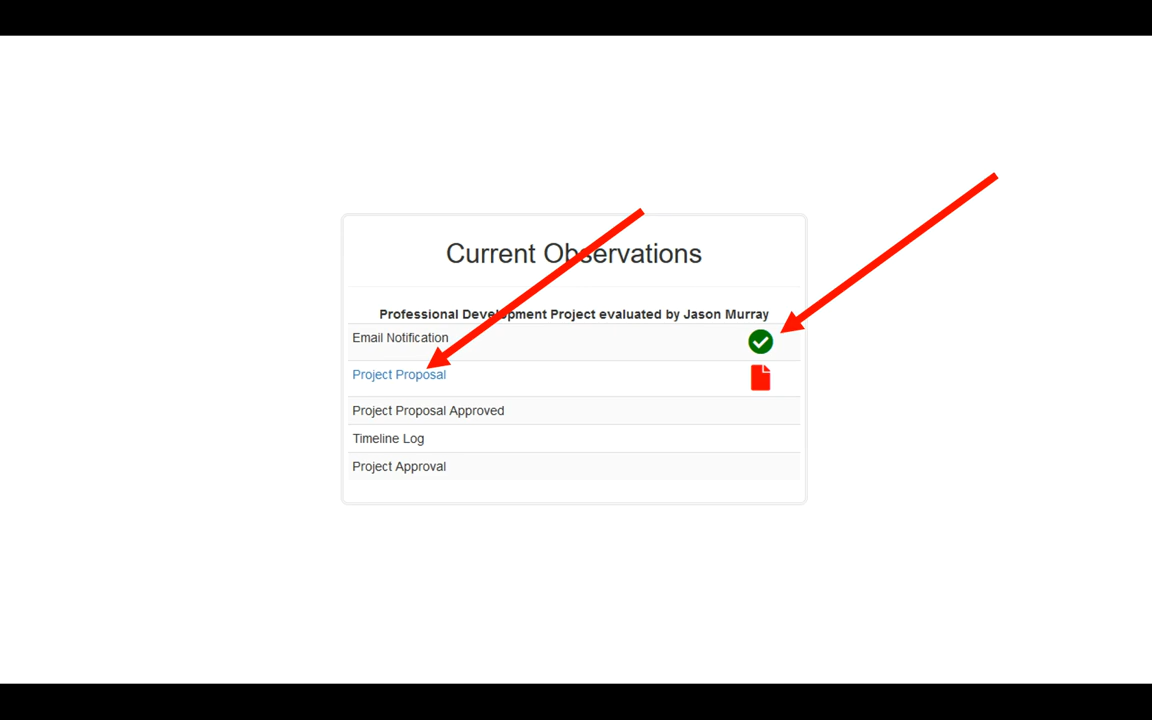 Current Observations
Professional Development Project evaluated by Jason Murray
Email Notification
Project Proposal
Project Proposal Approved
Timeline Log
Project Approval